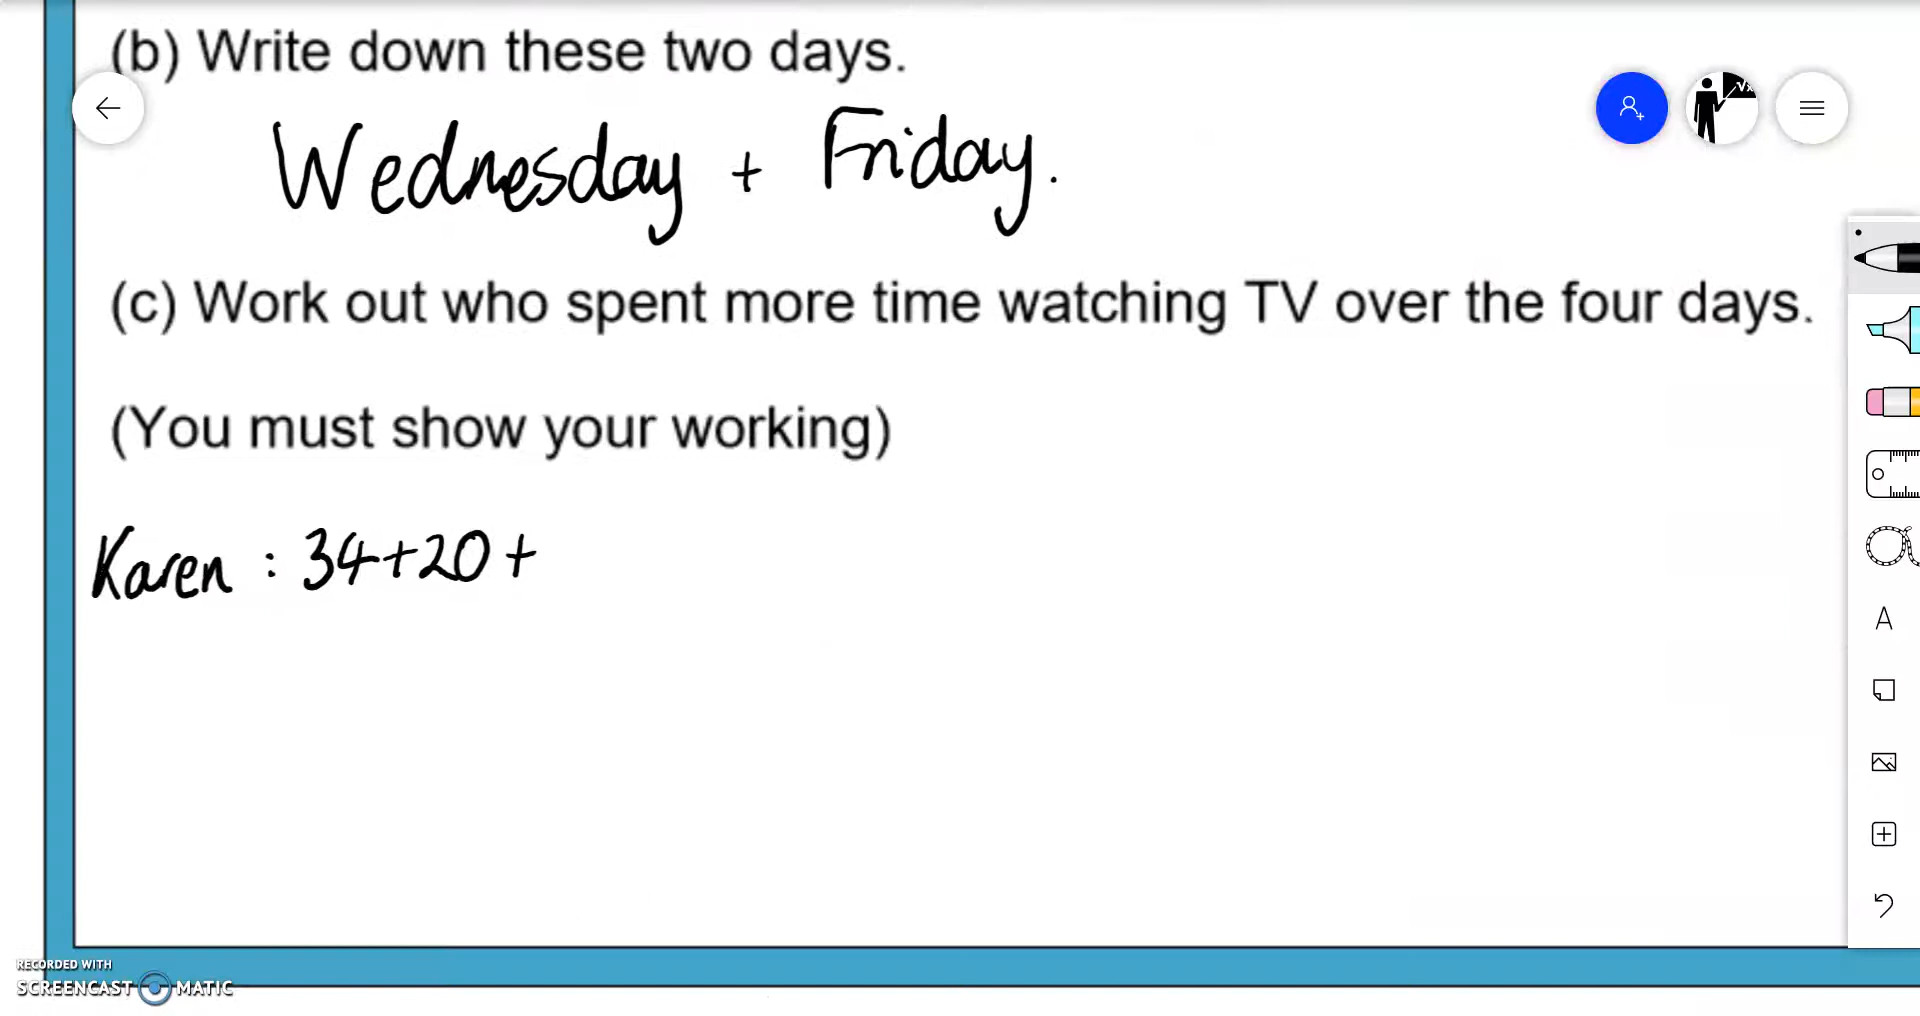 (b) Write down these two days.
Wednesday + Friday.
(c) Work out who spent more time watching TV over the four days.
(You must show your working)
Karen : 34+20+
A
RECORDED WITH
SCREENCAST MATIC